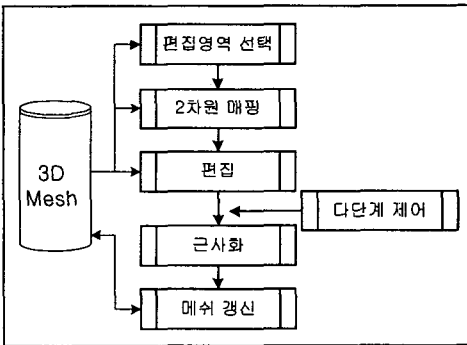 편집영역 선택
2차원 매핑
3D
Mesh
편집
다단계 제어
근사화
메쉬 갱신